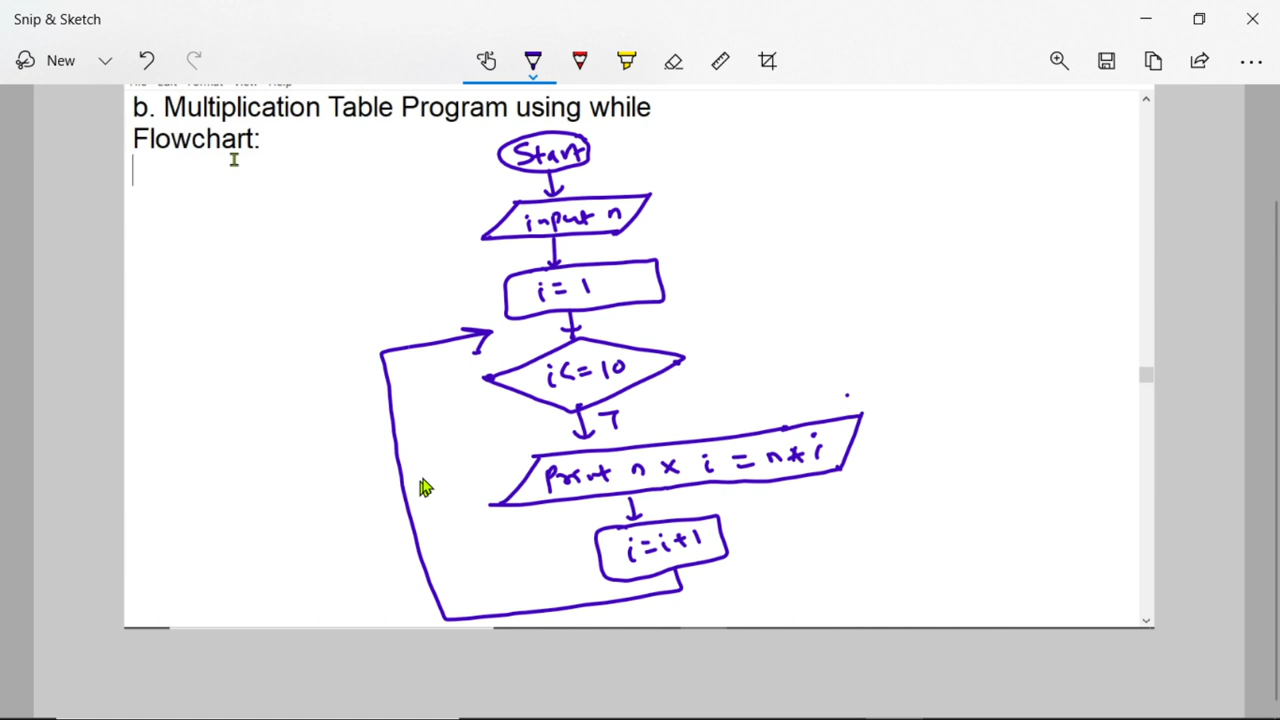 Snip & Sketch
New
b. Multiplication Table Program using while
Flowchart:
Start
input n
i = 1
i<=10
T
print n x i = n*i
i=i+1